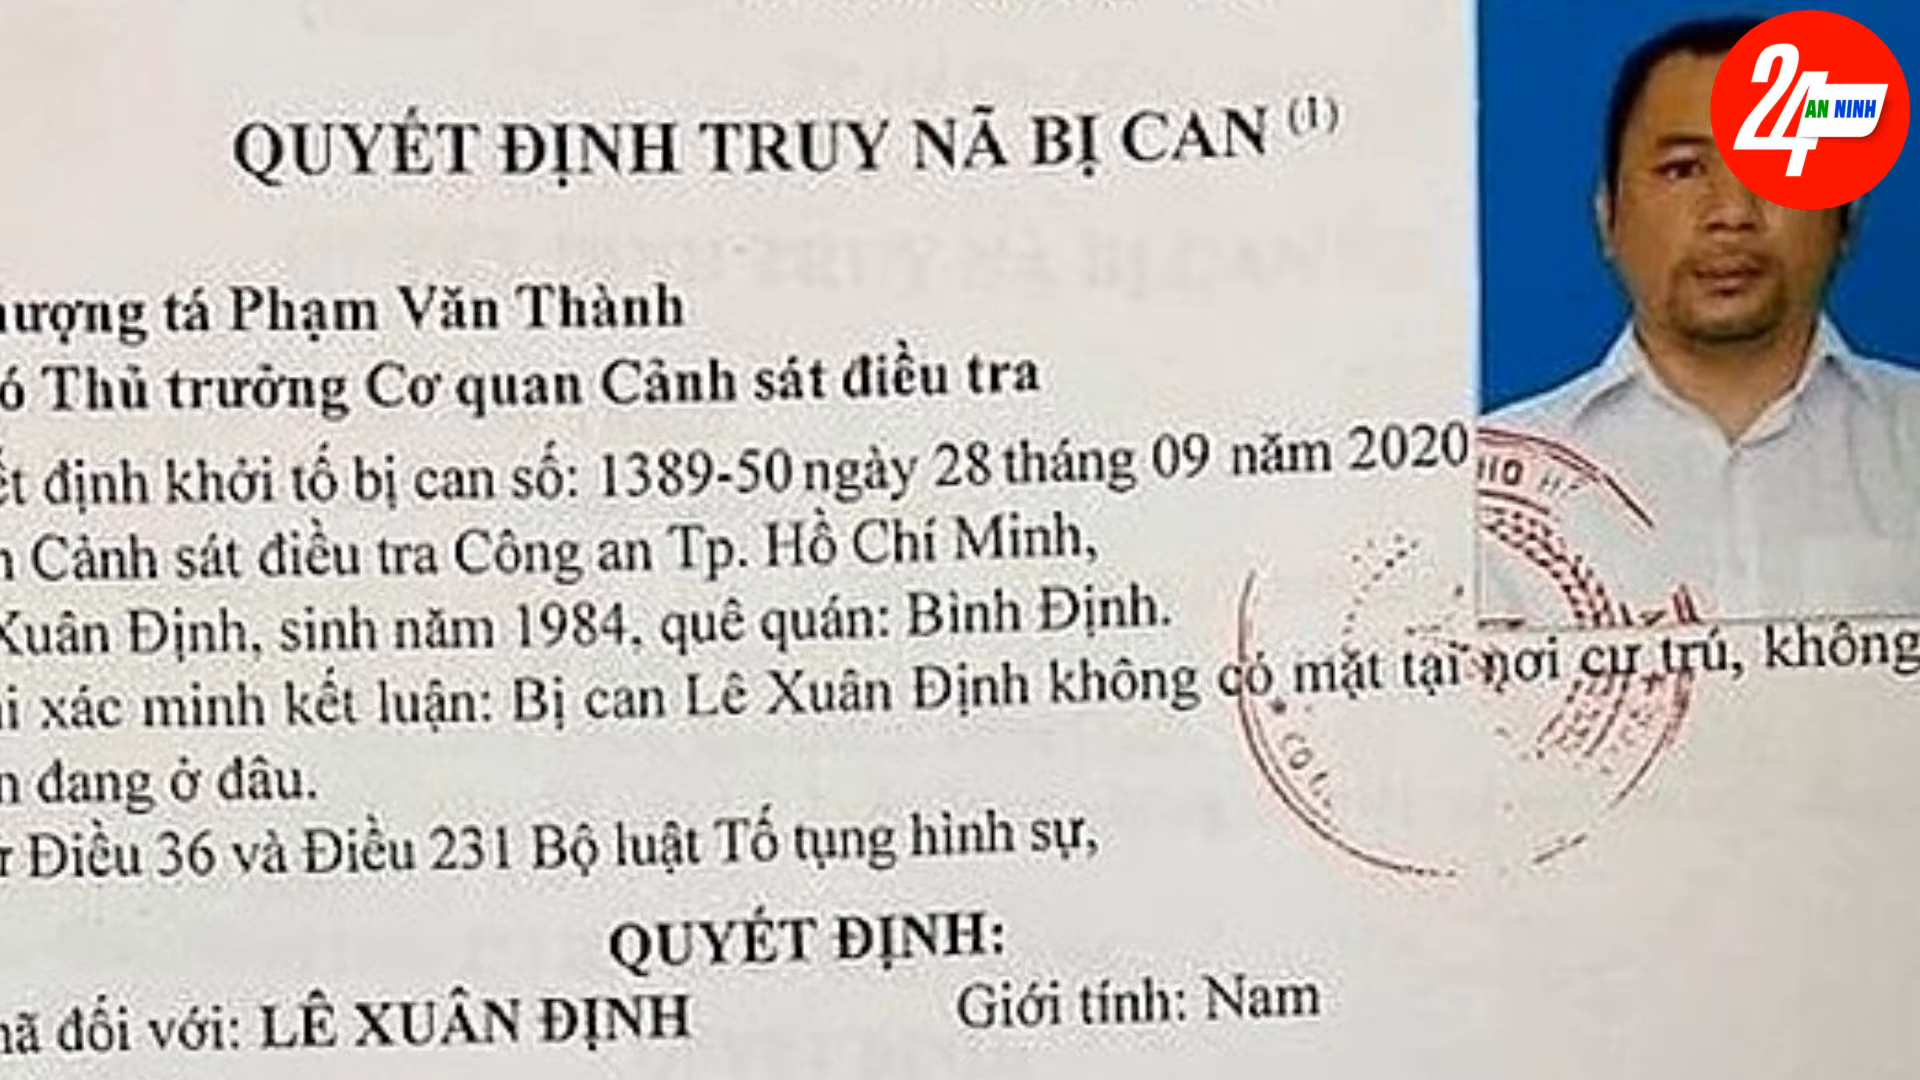 24
AN NINH
QUYẾT ĐỊNH TRUY NÃ BỊ CAN (1)
tá Phạm Văn Thành
Thủ trưởng Cơ quan Cảnh sát điều tra
định khởi tố bị can số: 1389-50 ngày 28 tháng 09 năm 2020
Cảnh sát điều tra Công an Tp. Hồ Chí Minh,
Xuân Định, sinh năm 1984, quê quán: Bình Định.
xác minh kết luận: Bị can Lê Xuân Định không có mặt tại nơi cư trú, không
đang ở đâu.
Điều 36 và Điều 231 Bộ luật Tố tụng hình sự,
QUYẾT ĐỊNH:
đối với: LÊ XUÂN ĐỊNH Giới tính: Nam